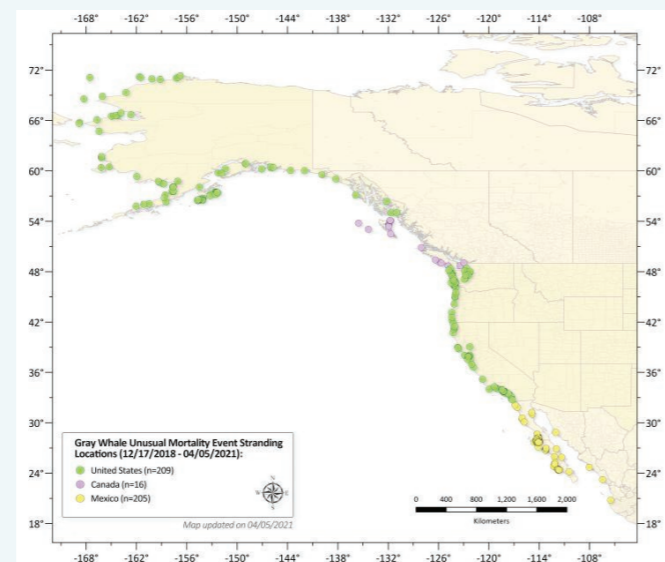 -168° -162° -156° -150° -144° -138° -132° -126° -120° -114° -108°
72° 72°
66° 66°
60° 60°
54° 54°
48° 48°
42° 42°
36° 36°
30° 30°
24° 24°
18° 18°
Gray Whale Unusual Mortality Event Stranding
Locations (12/17/2018 - 04/05/2021):
United States (n=209)
Canada (n=16)
Mexico (n=205)
Map updated on 04/05/2021
0 400 800 1,200 1,600 2,000
Kilometers
-168° -162° -156° -150° -144° -138° -132° -126° -120° -114° -108°